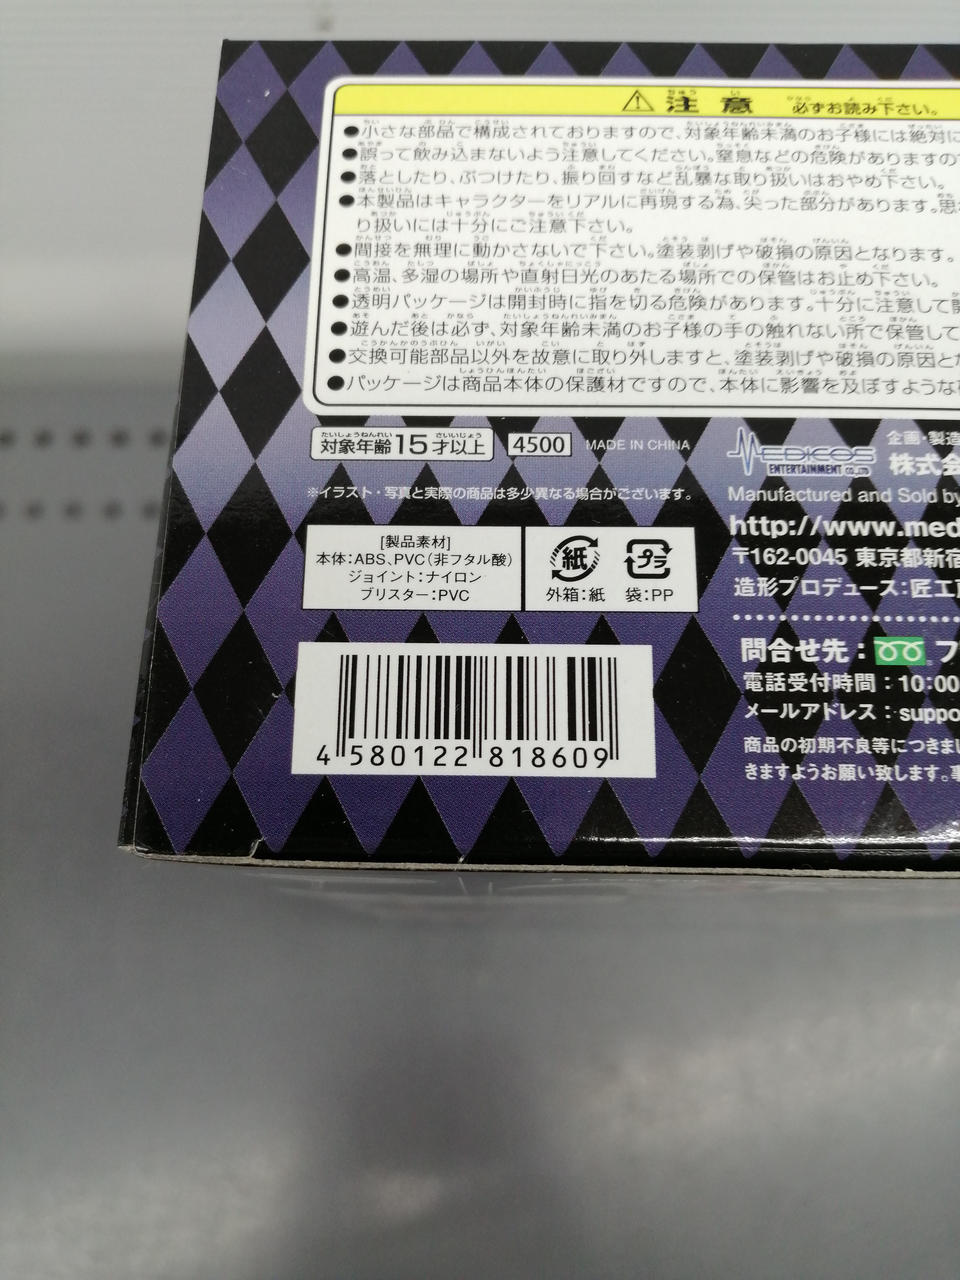 注意 必ずお読み下さい。
●小さな部品で構成されておりますので、対象年齢未満のお子様には絶対に
●誤って飲み込まないよう注意してください。窒息などの危険がありますの
●落としたり、ぶつけたり、振り回すなど乱暴な取り扱いはおやめ下さい。
●本製品はキャラクターをリアルに再現する為、尖った部分があります。思
り扱いには十分にご注意下さい。
●間接を無理に動かさないで下さい。塗装剥げや破損の原因となります。
●高温、多湿の場所や直射日光のあたる場所での保管はお止め下さい。
●透明パッケージは開封時に指を切る危険があります。十分に注意して開
●遊んだ後は必ず、対象年齢未満のお子様の手の触れない所で保管して
●交換可能部品以外を故意に取り外しますと、塗装剥げや破損の原因と
●パッケージは商品本体の保護材ですので、本体に影響を及ぼすような
対象年齢15才以上 4500 MADE IN CHINA
※イラスト・写真と実際の商品は多少異なる場合がございます。
[製品素材]
本体:ABS、PVC(非フタル酸)
ジョイント:ナイロン
ブリスター:PVC
紙 プラ
外箱:紙 袋:PP
4 580122 818609
MEDICOS
ENTERTAINMENT CO.,LTD
企画・製造
株式会
Manufactured and Sold by
http://www.med
〒162-0045 東京都新宿
造形プロデュース:匠工
問合せ先: フ
電話受付時間:10:00
メールアドレス:suppo
商品の初期不良等につきまし
きますようお願い致します。事